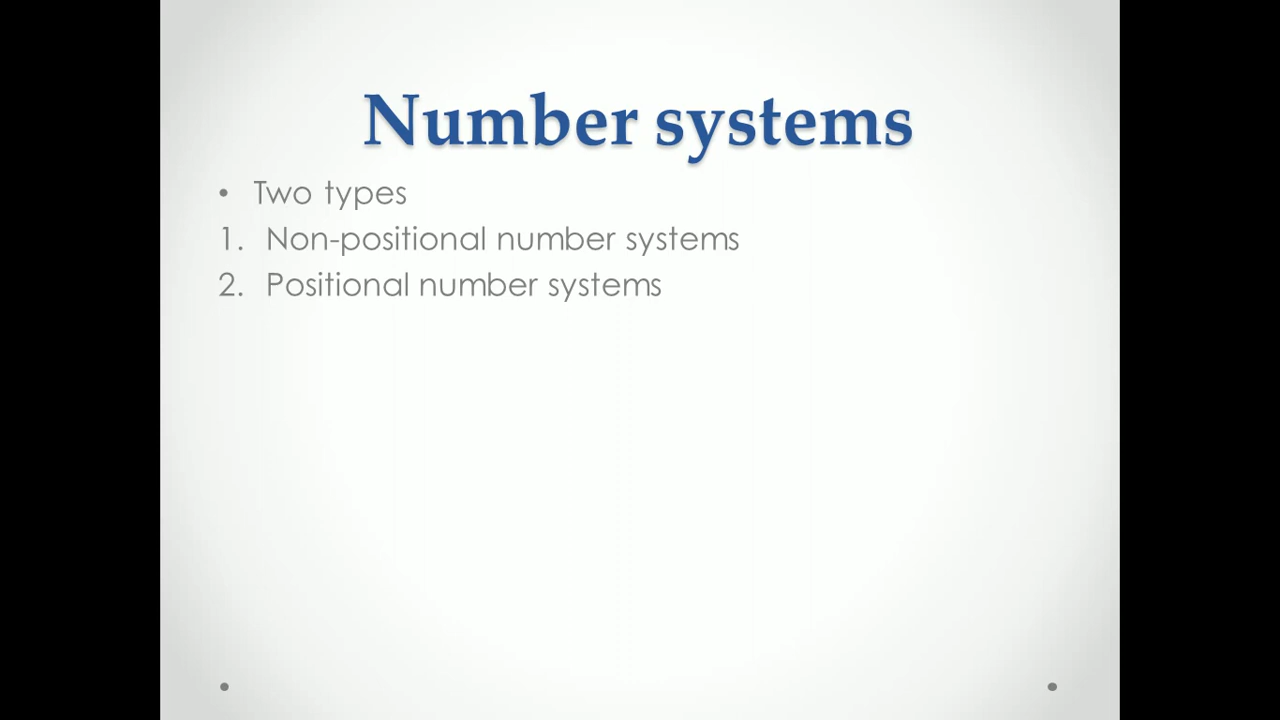 Number systems
• Two types
1. Non-positional number systems
2. Positional number systems